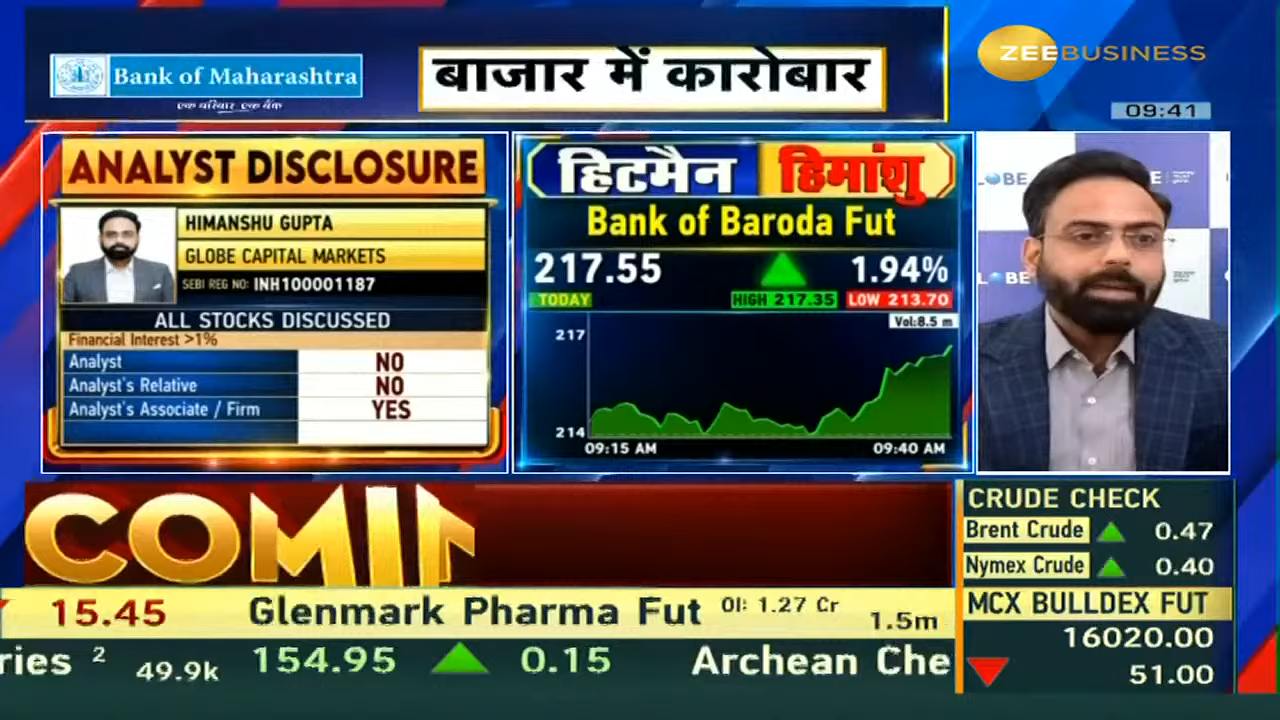 Bank of Maharashtra
एक परिवार एक बैंक
बाजार में कारोबार
ZEEBUSINESS
09:41
ANALYST DISCLOSURE
HIMANSHU GUPTA
GLOBE CAPITAL MARKETS
SEBI REG NO: INH100001187
ALL STOCKS DISCUSSED
Financial Interest >1%
Analyst NO
Analyst's Relative NO
Analyst's Associate / Firm YES
हिटमैन हिमांशु
Bank of Baroda Fut
217.55 1.94%
TODAY HIGH 217.35 LOW 213.70
Vol:8.5 m
217
214
09:15 AM 09:40 AM
LOBE
LOBE
COMIN
CRUDE CHECK
Brent Crude 0.47
Nymex Crude 0.40
MCX BULLDEX FUT
16020.00
51.00
15.45 Glenmark Pharma Fut OI: 1.27 Cr 1.5m
ries 2 49.9k 154.95 0.15 Archean Che